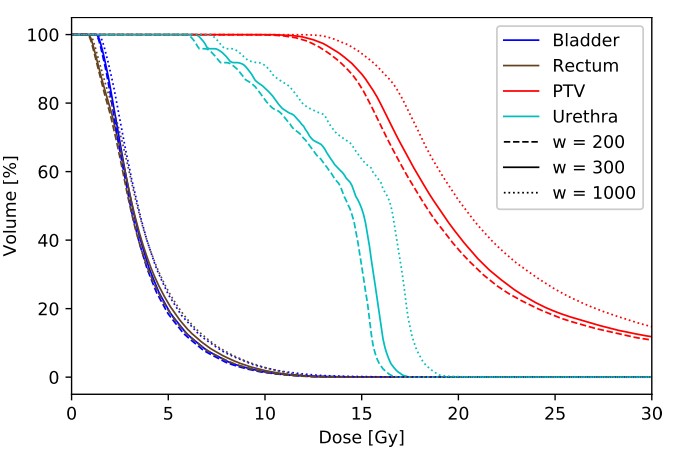 100
80
60
40
20
0
Volume [%]
0 5 10 15 20 25 30
Dose [Gy]
Bladder
Rectum
PTV
Urethra
w = 200
w = 300
w = 1000